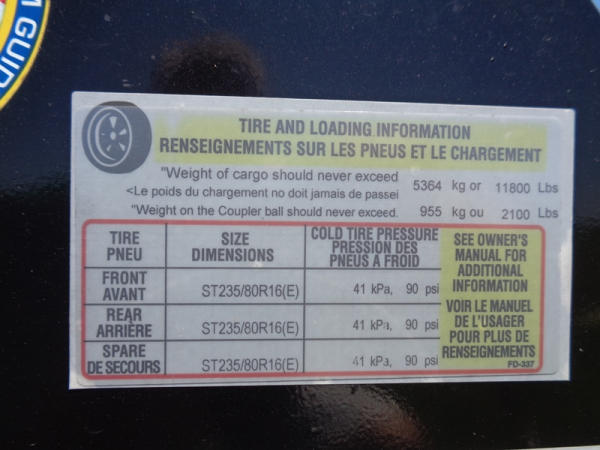 M GUID
TIRE AND LOADING INFORMATION
RENSEIGNEMENTS SUR LES PNEUS ET LE CHARGEMENT
"Weight of cargo should never exceed
<Le poids du chargement no doit jamais de passei
5364 kg or 11800 Lbs
"Weight on the Coupler ball should never exceed. 955 kg ou 2100 Lbs
TIRE
PNEU
SIZE
DIMENSIONS
COLD TIRE PRESSURE
PRESSION DES
PNEUS A FROID
SEE OWNER'S
MANUAL FOR
ADDITIONAL
INFORMATION
VOIR LE MANUEL
DE L'USAGER
POUR PLUS DE
RENSEIGNEMENTS
FD-337
FRONT
AVANT
ST235/80R16(E) 41 kPa, 90 psi
REAR
ARRIÈRE
ST235/80R16(E) 41 kPa, 90 psi
SPARE
DE SECOURS
ST235/80R16(E) 41 kPa, 90 psi